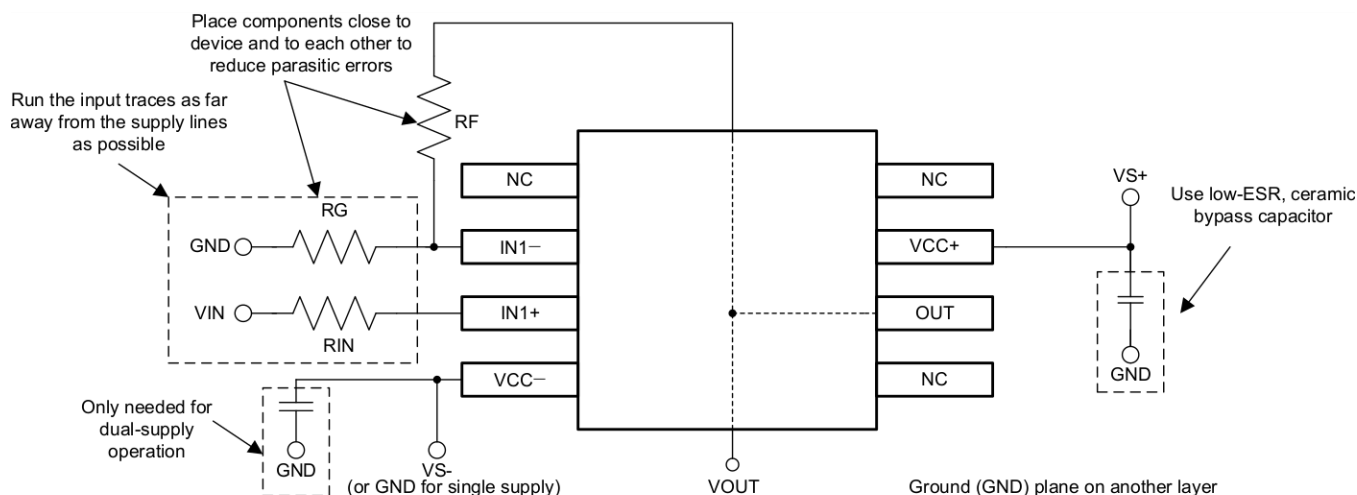 Place components close to
device and to each other to
reduce parasitic errors
Run the input traces as far
away from the supply lines
as possible
RF
NC
NC
VS+
Use low-ESR, ceramic
bypass capacitor
RG
GND
IN1−
VCC+
VIN
IN1+
OUT
RIN
VCC−
NC
GND
Only needed for
dual-supply
operation
GND
VS-
(or GND for single supply)
VOUT
Ground (GND) plane on another layer